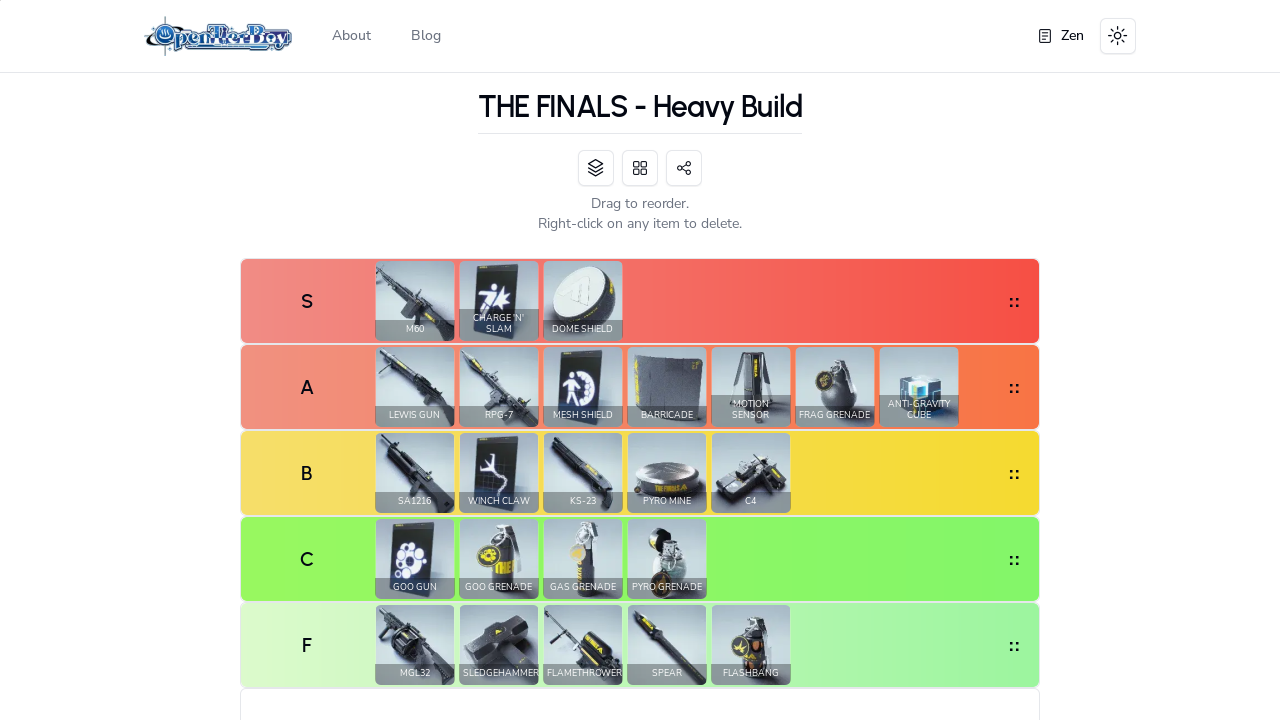 OpenTierBoy
About
Blog
Zen
THE FINALS - Heavy Build
Drag to reorder.
Right-click on any item to delete.
S
M60
CHARGE 'N'
SLAM
DOME SHIELD
::
A
LEWIS GUN
RPG-7
MESH SHIELD
BARRICADE
MOTION
SENSOR
FRAG GRENADE
ANTI-GRAVITY
CUBE
::
B
SA1216
WINCH CLAW
KS-23
PYRO MINE
C4
::
C
GOO GUN
GOO GRENADE
GAS GRENADE
PYRO GRENADE
::
F
MGL32
SLEDGEHAMMER
FLAMETHROWER
SPEAR
FLASHBANG
::